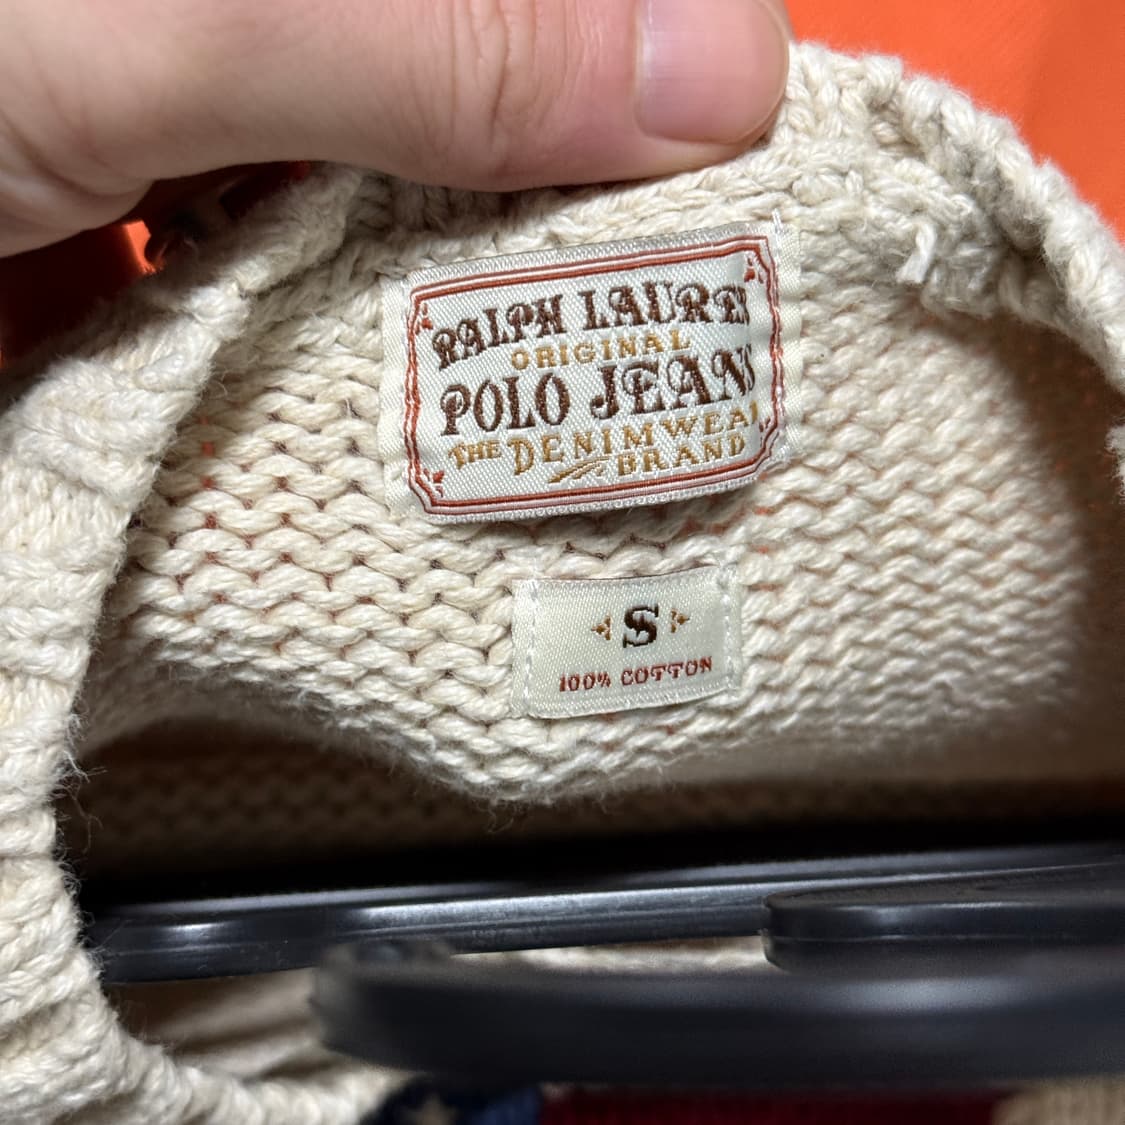 RALPH LAUREN
ORIGINAL
POLO JEANS
THE DENIMWEAR
BRAND
S
100% COTTON